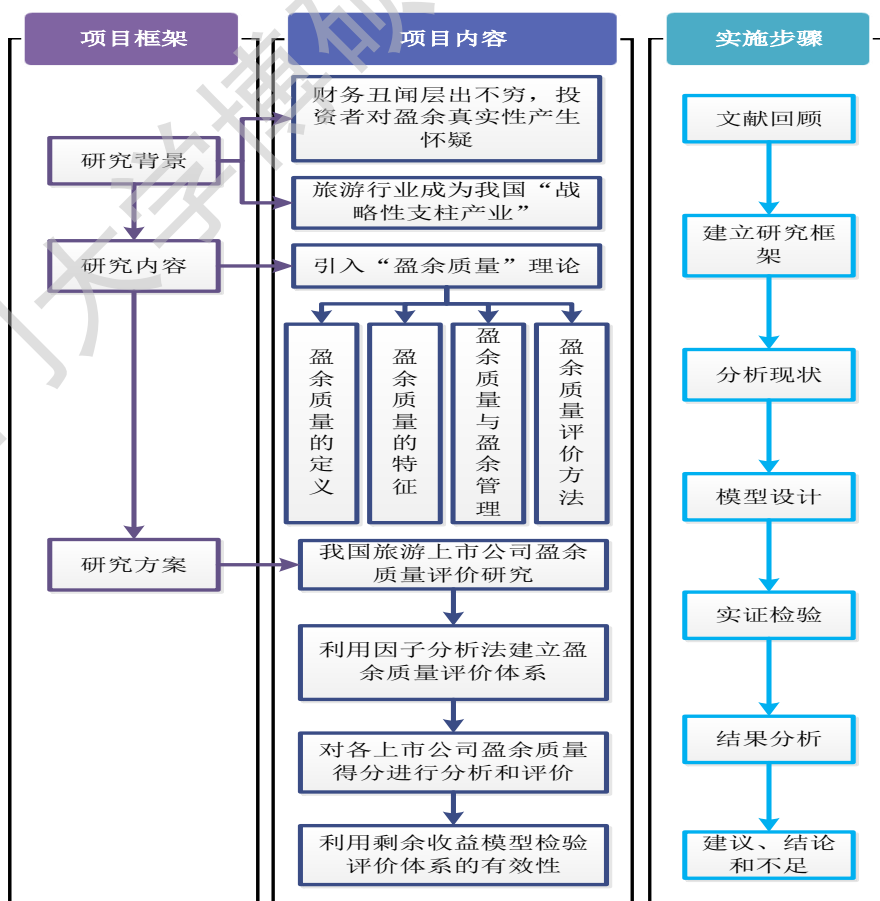 项目框架
项目内容
实施步骤
研究背景
研究内容
研究方案
财务丑闻层出不穷，投
资者对盈余真实性产生
怀疑
旅游行业成为我国“战
略性支柱产业”
引入“盈余质量”理论
盈余质量的定义
盈余质量的特征
盈余质量与盈余管理
盈余质量评价方法
我国旅游上市公司盈余
质量评价研究
利用因子分析法建立盈
余质量评价体系
对各上市公司盈余质量
得分进行分析和评价
利用剩余收益模型检验
评价体系的有效性
文献回顾
建立研究框
架
分析现状
模型设计
实证检验
结果分析
建议、结论
和不足
大学博硕